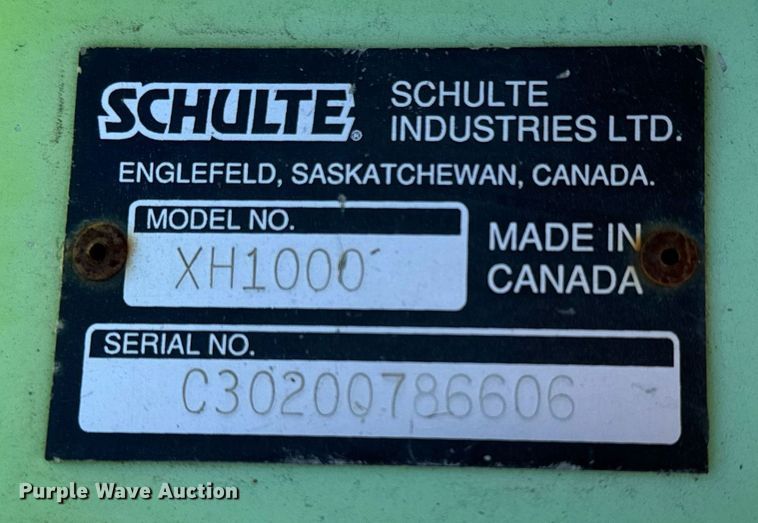 SCHULTE®
SCHULTE
INDUSTRIES LTD.
ENGLEFELD, SASKATCHEWAN, CANADA.
MODEL NO.
XH1000
MADE IN
CANADA
SERIAL NO.
C30200786606
Purple Wave Auction